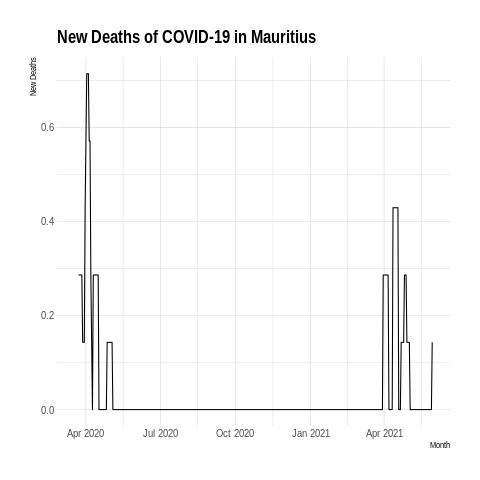 New Deaths of COVID-19 in Mauritius
New Deaths
0.6
0.4
0.2
0.0
Apr 2020 Jul 2020 Oct 2020 Jan 2021 Apr 2021
Month